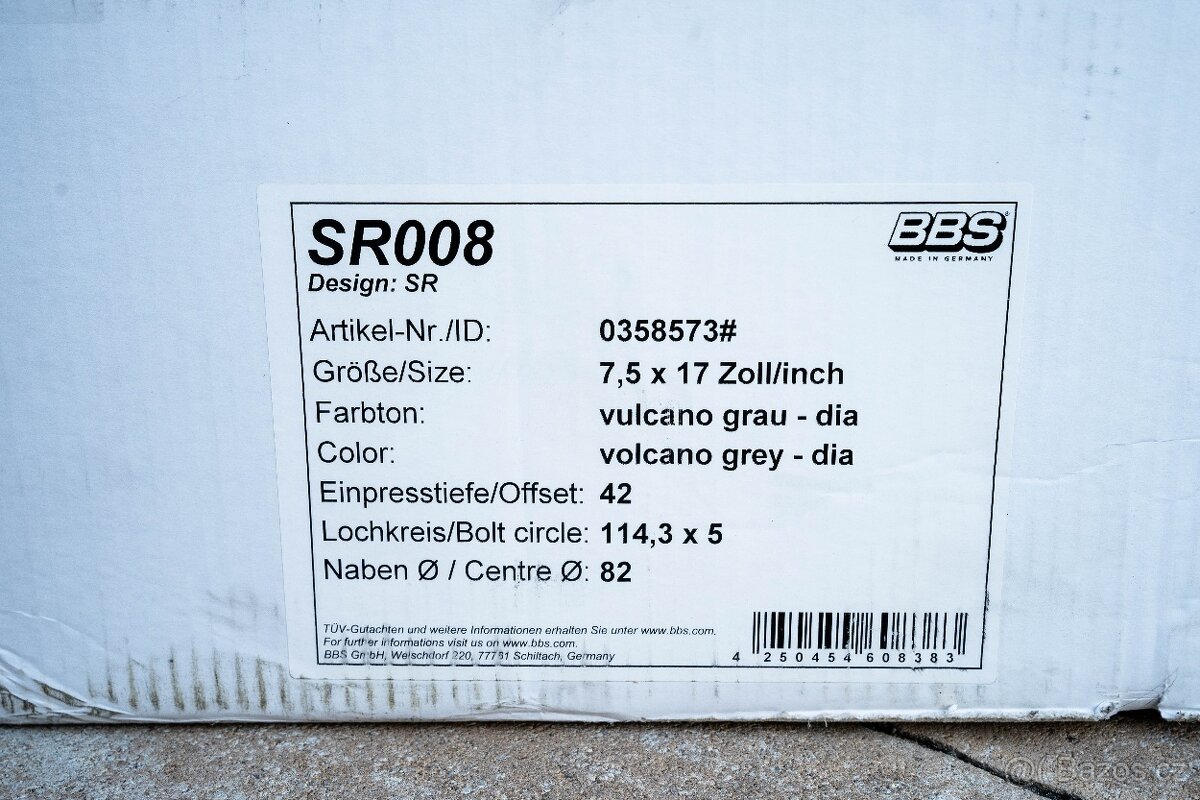 SR008
Design: SR
BBS®
MADE IN GERMANY
Artikel-Nr./ID: 0358573#
Größe/Size: 7,5 x 17 Zoll/inch
Farbton: vulcano grau - dia
Color: volcano grey - dia
Einpresstiefe/Offset: 42
Lochkreis/Bolt circle: 114,3 x 5
Naben Ø / Centre Ø: 82
TÜV-Gutachten und weitere Informationen erhalten Sie unter www.bbs.com.
For further informations visit us on www.bbs.com.
BBS GmbH, Welschdorf 220, 77761 Schiltach, Germany
4 250454 608383
Bazos.cz